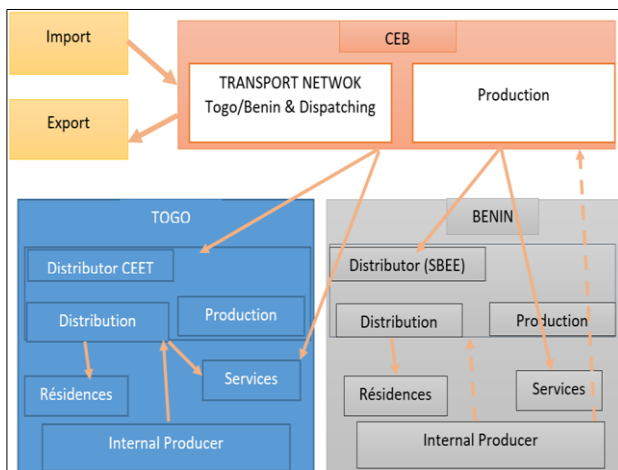 Import
CEB
TRANSPORT NETWOK
Togo/Benin & Dispatching
Production
Export
TOGO
Distributor CEET
Distribution
Production
Résidences
Services
Internal Producer
BENIN
Distributor (SBEE)
Distribution
Production
Résidences
Services
Internal Producer